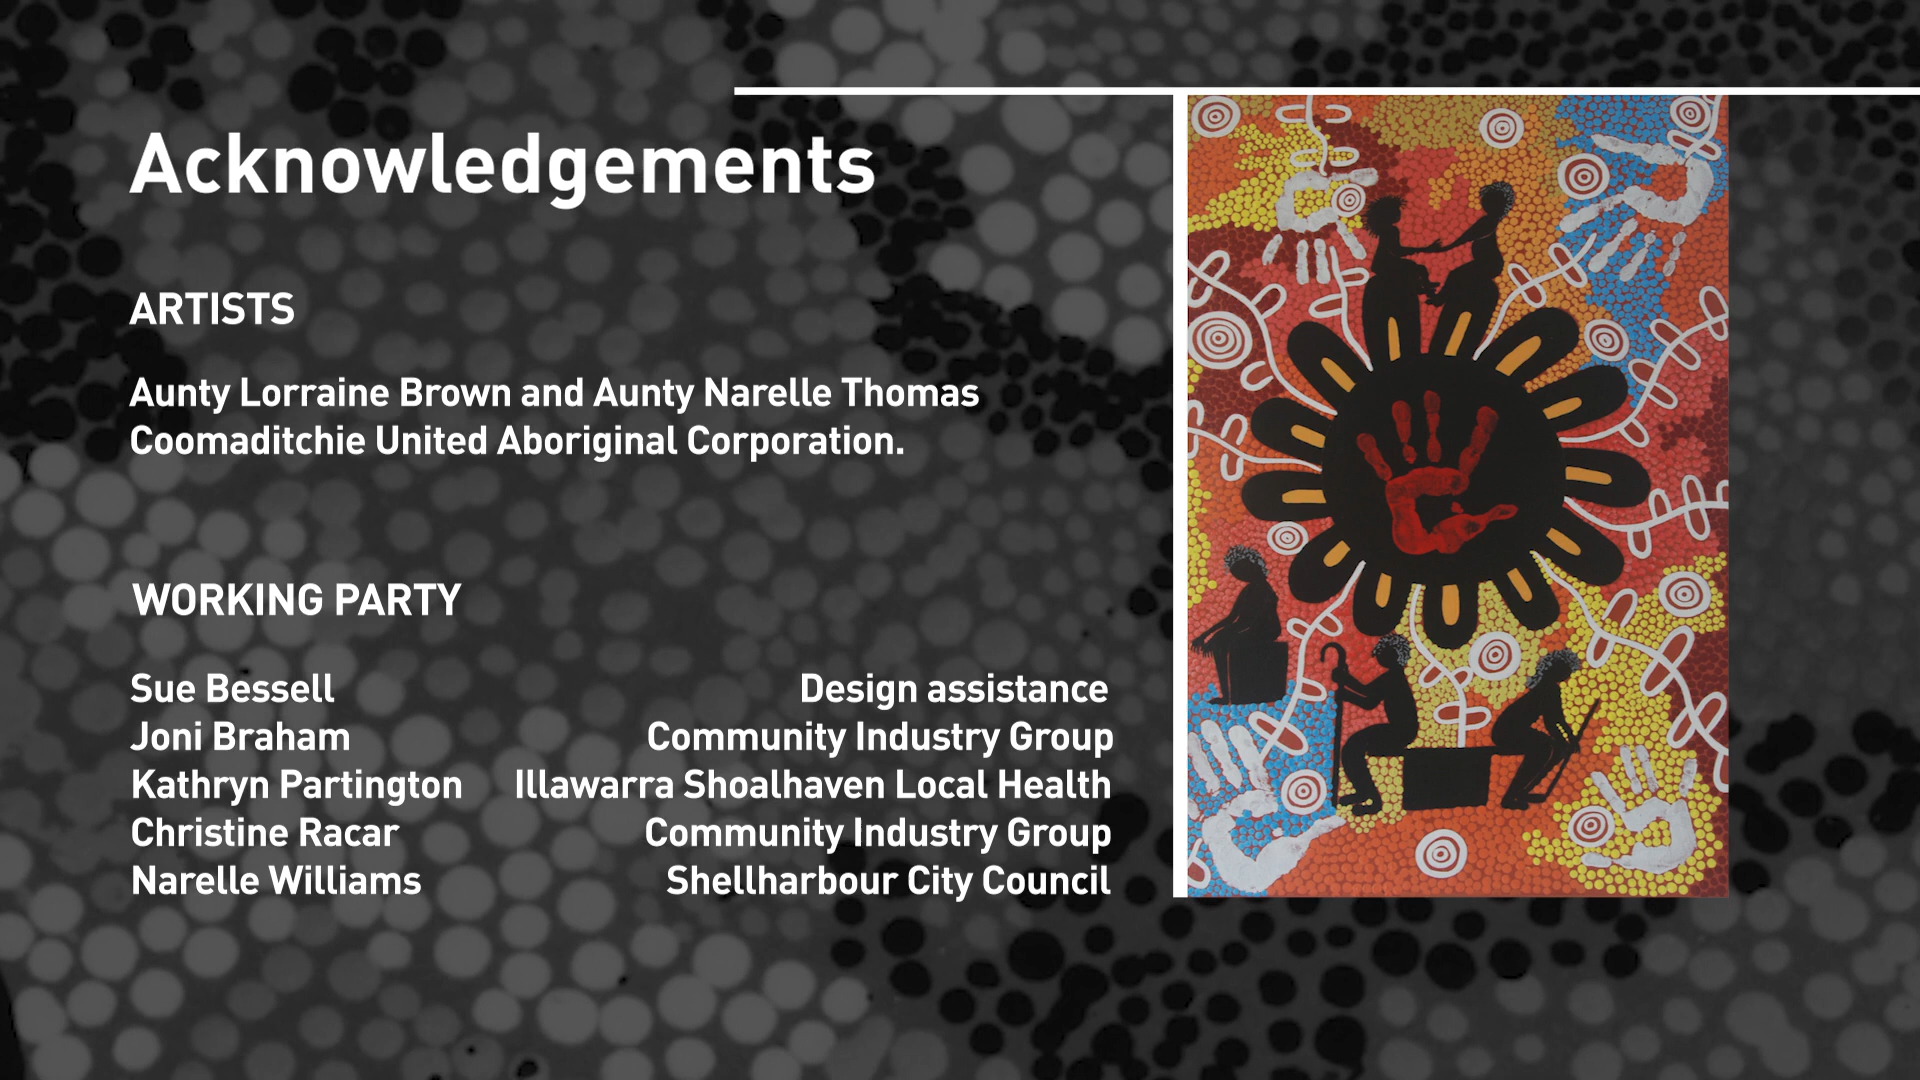 Acknowledgements
ARTISTS
Aunty Lorraine Brown and Aunty Narelle Thomas
Coomaditchie United Aboriginal Corporation.
WORKING PARTY
Sue Bessell Design assistance
Joni Braham Community Industry Group
Kathryn Partington Illawarra Shoalhaven Local Health
Christine Racar Community Industry Group
Narelle Williams Shellharbour City Council